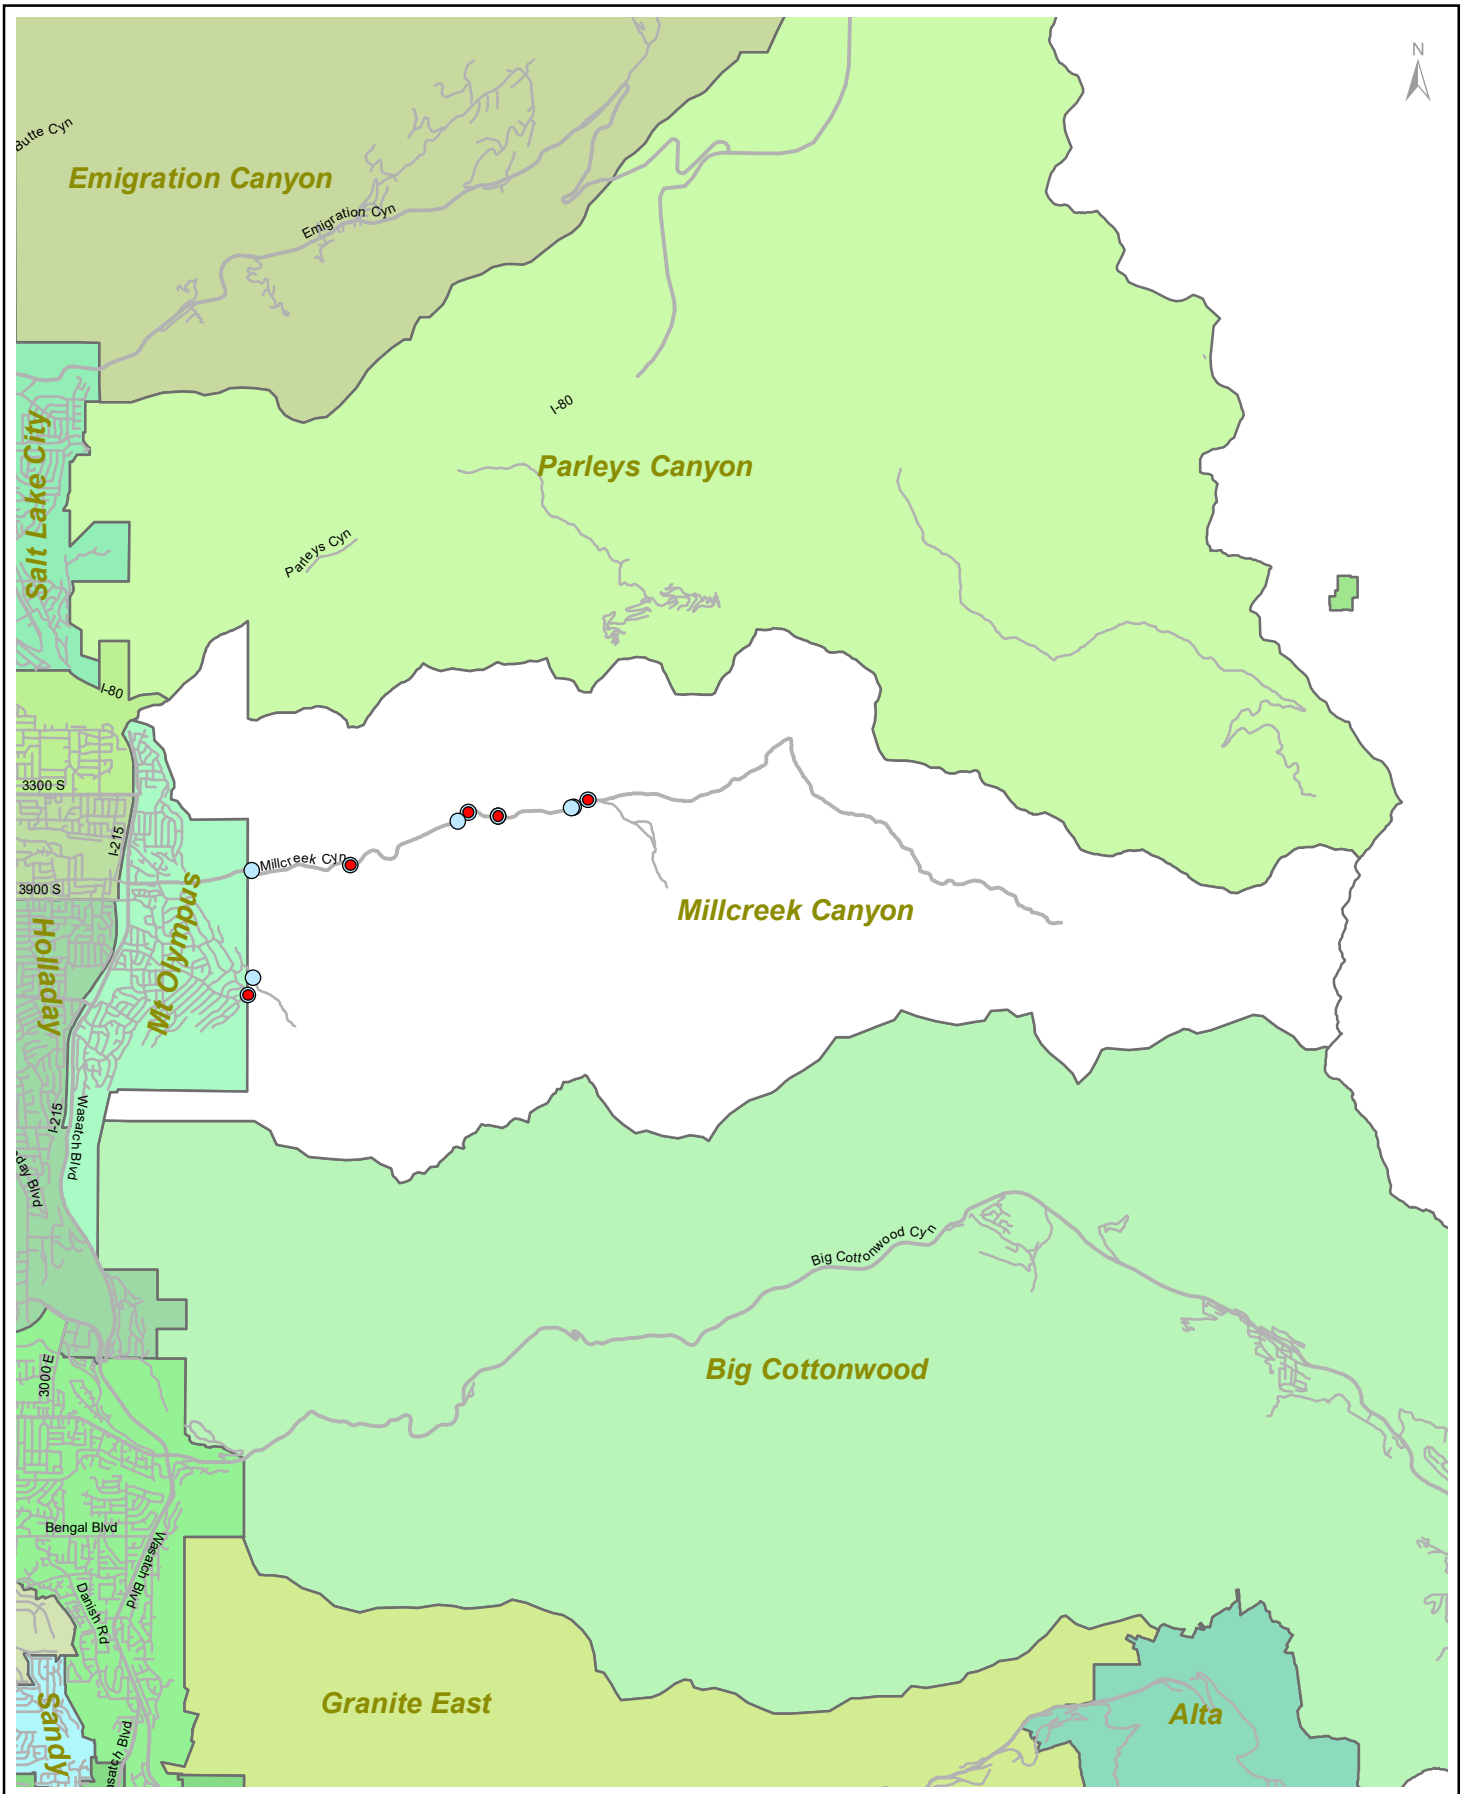 N
Butte Cyn
Emigration Canyon
Emigration Cyn
I-80
Salt Lake City
Parleys Canyon
Parleys Cyn
I-80
3300 S
I-215
Millcreek Cyn
3900 S
Mt Olympus
Millcreek Canyon
Holladay
I-215
Wasatch Blvd
day Blvd
Big Cottonwood Cyn
3000 E
Big Cottonwood
Bengal Blvd
Wasatch Blvd
Danish Rd
Sandy
Granite East
Alta
asatch Blvd